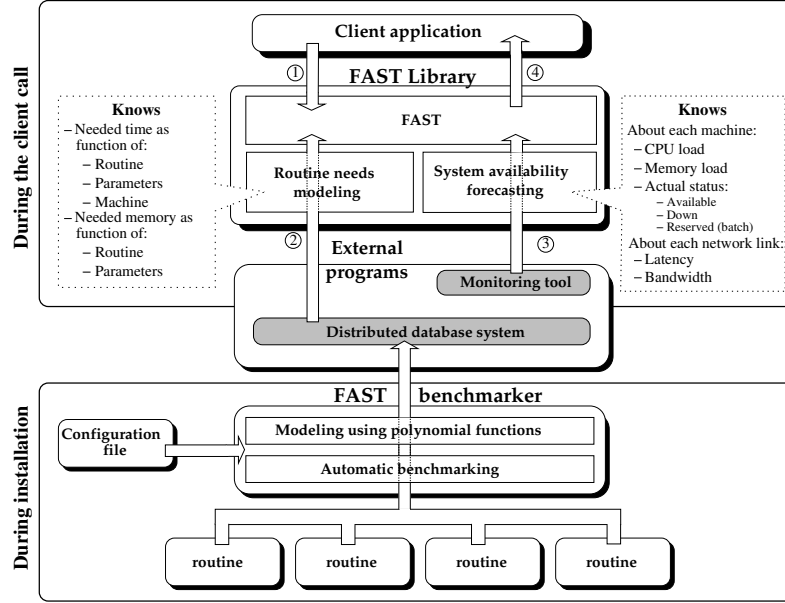 During the client call
Client application
①
④
FAST Library
FAST
Routine needs
modeling
System availability
forecasting
Knows
– Needed time as
function of:
– Routine
– Parameters
– Machine
– Needed memory as
function of:
– Routine
– Parameters
Knows
About each machine:
– CPU load
– Memory load
– Actual status:
– Available
– Down
– Reserved (batch)
About each network link:
– Latency
– Bandwidth
②
③
External
programs
Monitoring tool
Distributed database system
During installation
FAST benchmarker
Configuration
file
Modeling using polynomial functions
Automatic benchmarking
routine
routine
routine
routine